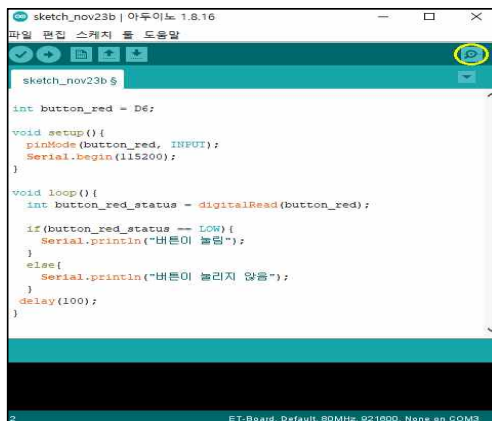 sketch_nov23b | 아두이노 1.8.16
파일 편집 스케치 툴 도움말
sketch_nov23b §
int button_red = D6;
void setup(){
pinMode(button_red, INPUT);
Serial.begin(115200);
}
void loop(){
int button_red_status = digitalRead(button_red);
if(button_red_status == LOW){
Serial.println("버튼이 눌림");
}
else{
Serial.println("버튼이 눌리지 않음");
}
delay(100);
}
2 ET-Board, Default, 80MHz, 921600, None on COM3